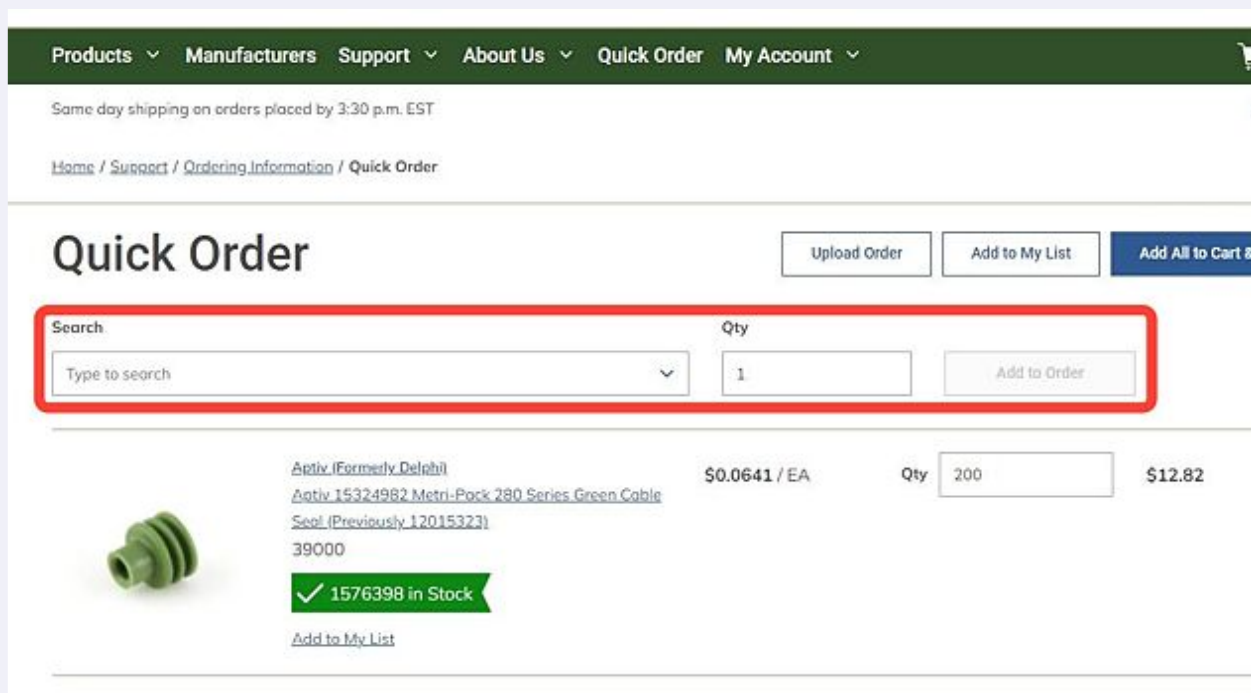 Products Manufacturers Support About Us Quick Order My Account
Same day shipping on orders placed by 3:30 p.m. EST
Home / Support / Ordering Information / Quick Order
Quick Order
Upload Order
Add to My List
Add All to Cart &
Search
Qty
Type to search
1
Add to Order
Aptiv (Formerly Delphi)
Aptiv 15324982 Metri-Pack 280 Series Green Cable
Seal (Previously 12015323)
39000
1576398 in Stock
Add to My List
$0.0641 / EA
Qty 200
$12.82